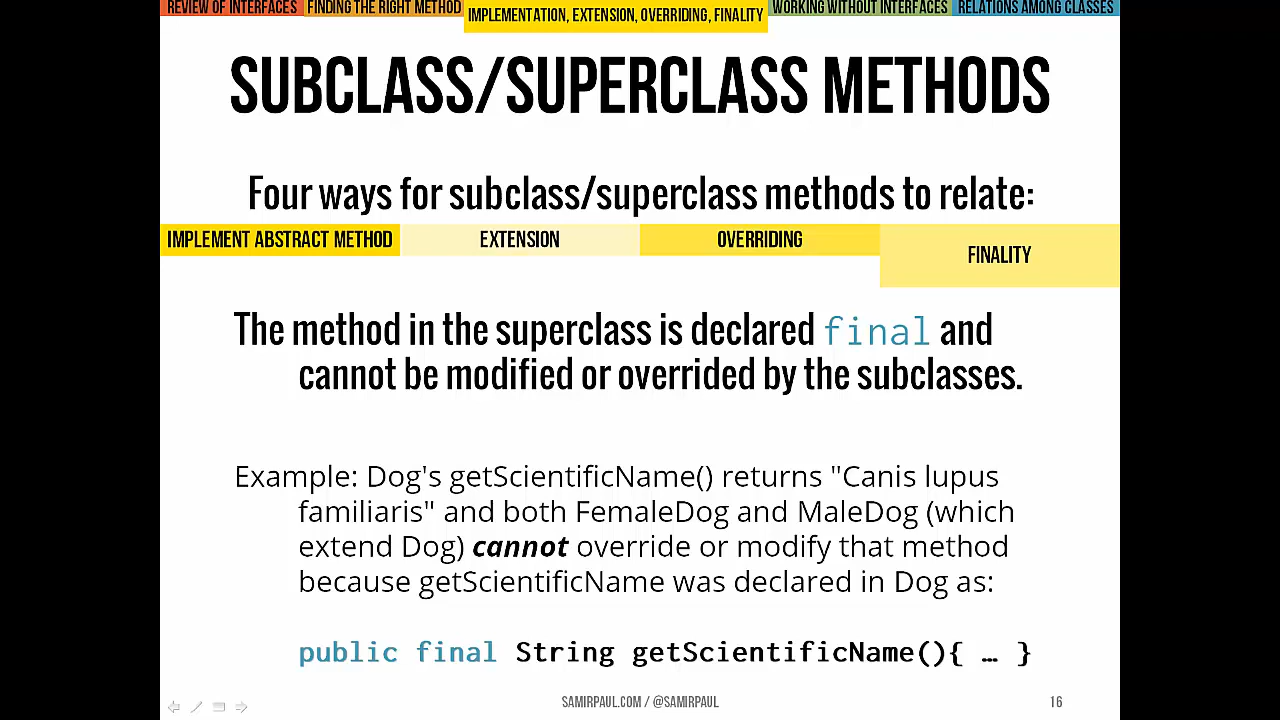 REVIEW OF INTERFACES FINDING THE RIGHT METHOD IMPLEMENTATION, EXTENSION, OVERRIDING, FINALITY WORKING WITHOUT INTERFACES RELATIONS AMONG CLASSES
SUBCLASS/SUPERCLASS METHODS
Four ways for subclass/superclass methods to relate:
IMPLEMENT ABSTRACT METHOD EXTENSION OVERRIDING FINALITY
The method in the superclass is declared final and
cannot be modified or overrided by the subclasses.
Example: Dog's getScientificName() returns "Canis lupus
familiaris" and both FemaleDog and MaleDog (which
extend Dog) cannot override or modify that method
because getScientificName was declared in Dog as:
public final String getScientificName(){ … }
SAMIRPAUL.COM / @SAMIRPAUL 16